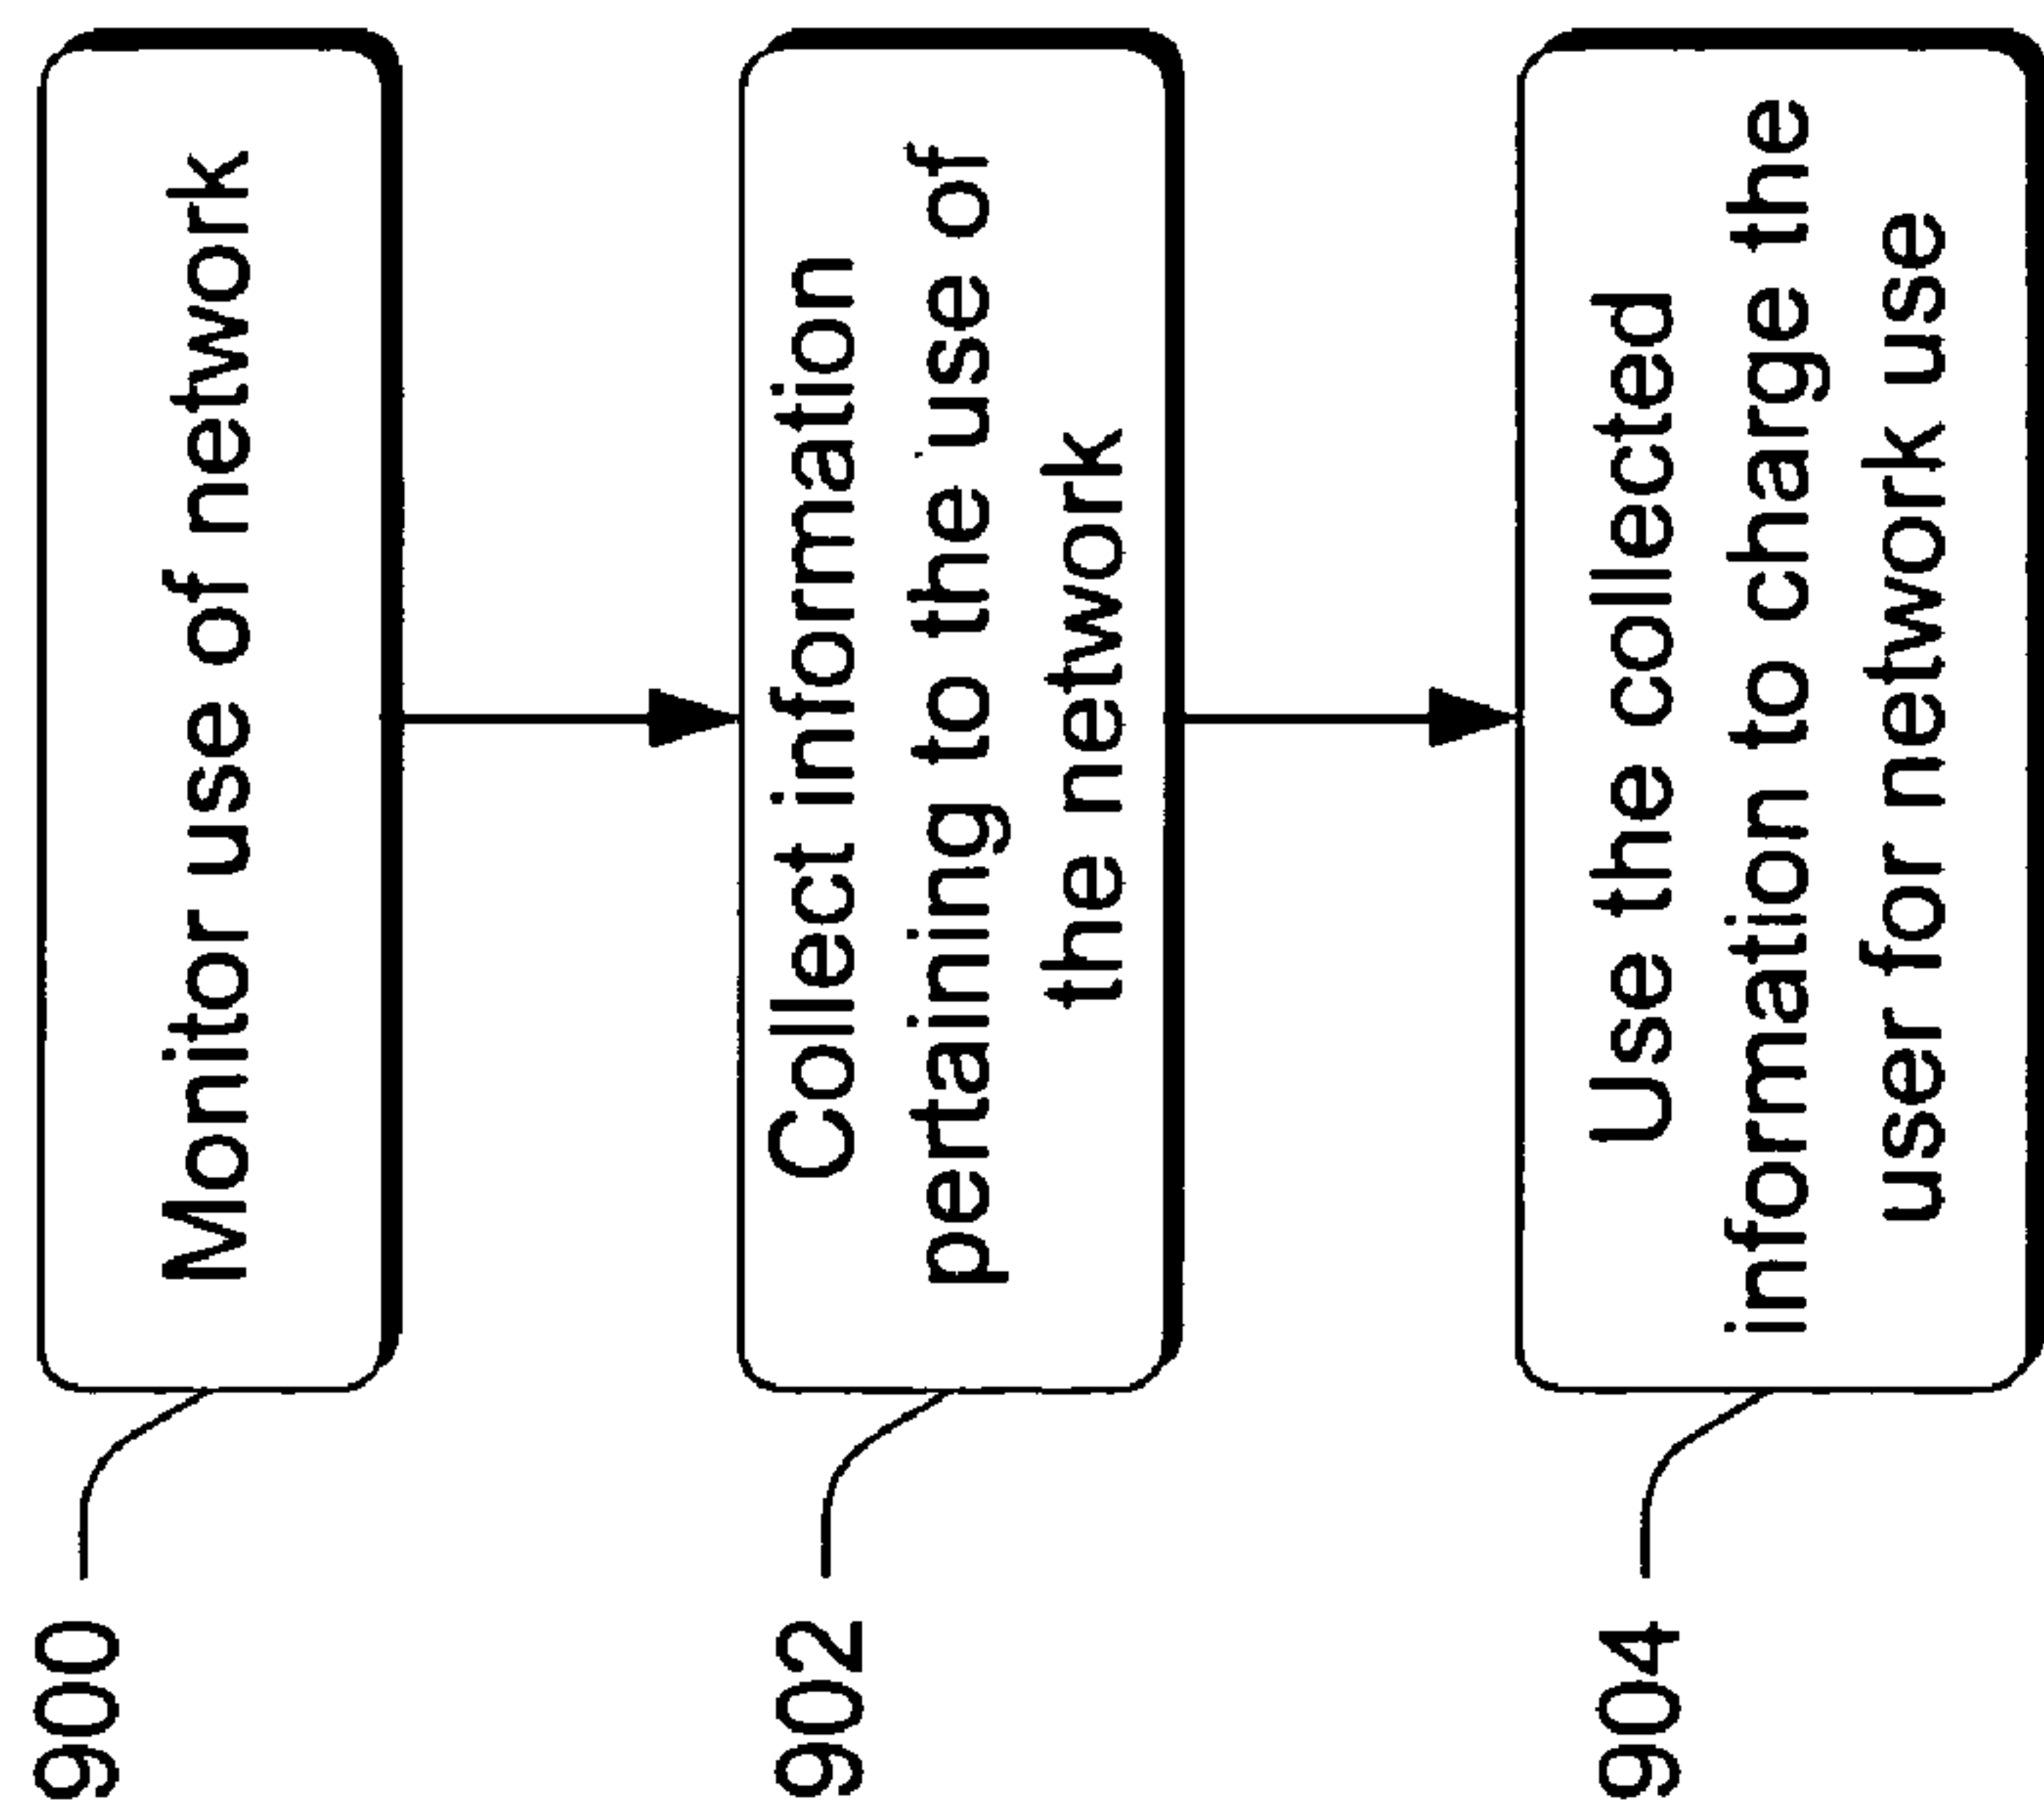 900
Monitor use of network
902
Collect information
pertaining to the use of
the network
904
Use the collected
information to charge the
user for network use